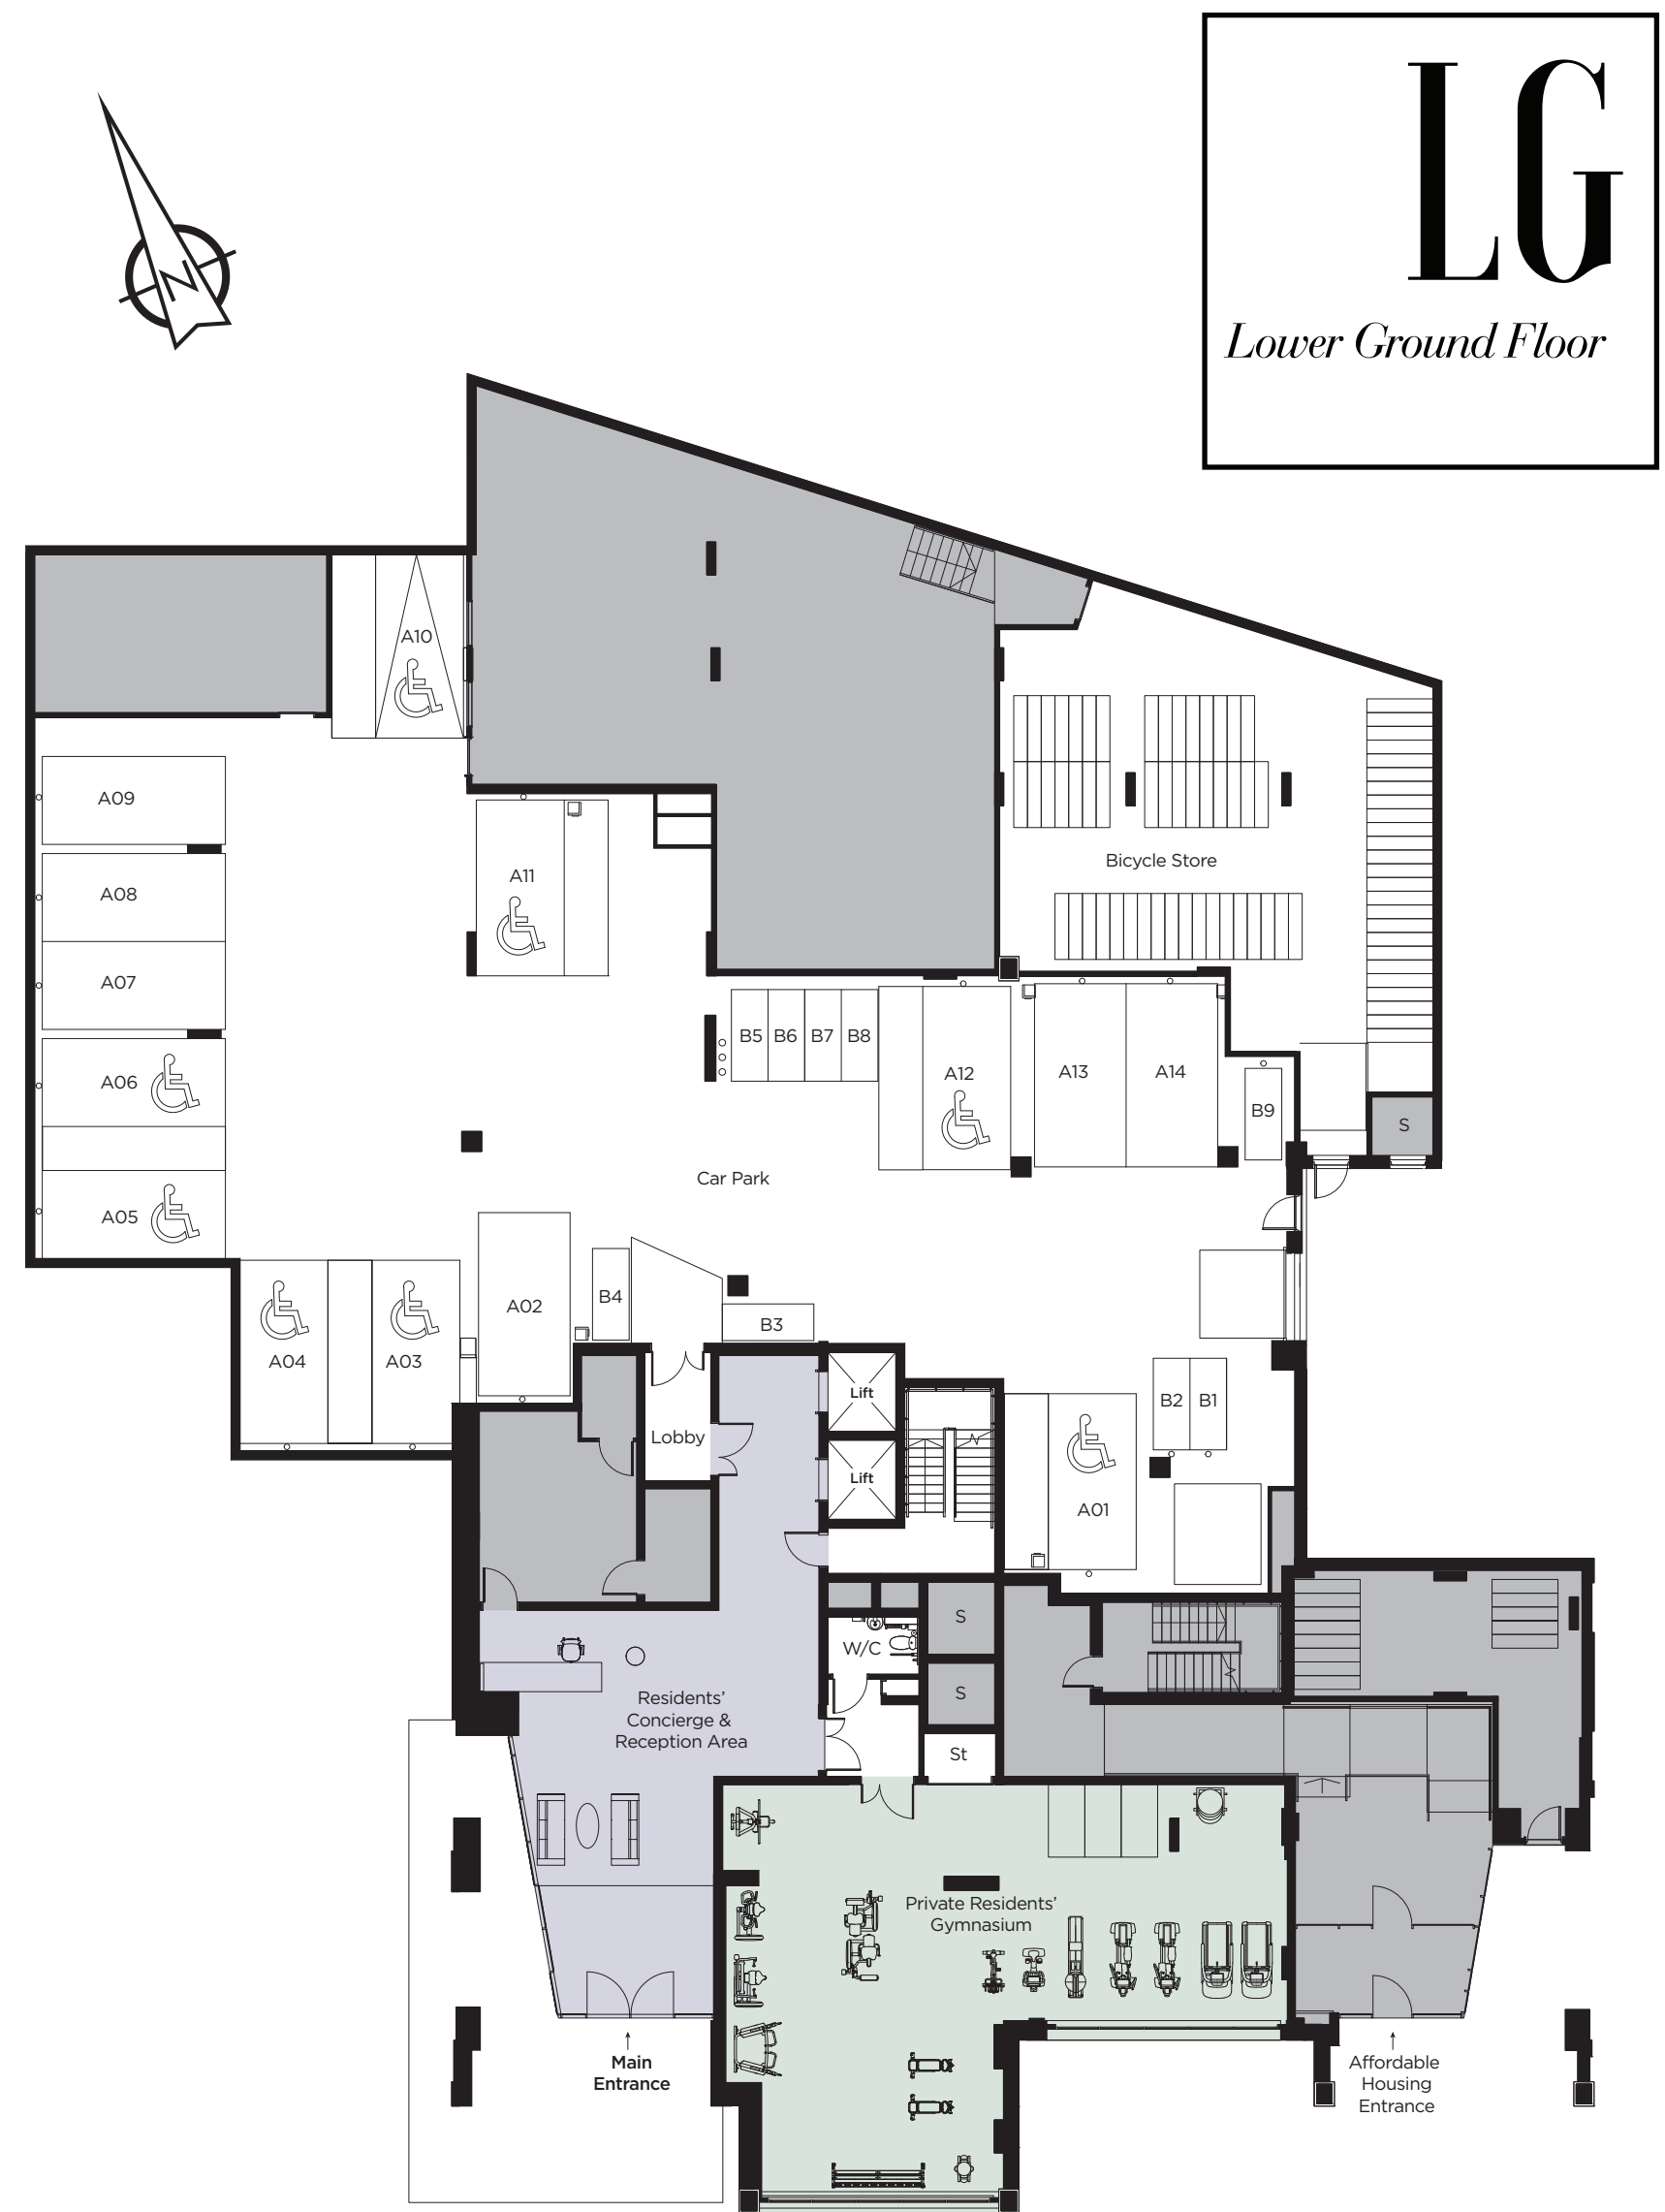 LG
Lower Ground Floor
N
A10
A09
A08
A11
Bicycle Store
A07
B5
B6
B7
B8
A06
A12
A13
A14
B9
S
Car Park
A05
A02
B4
B3
A04
A03
Lift
B2
B1
Lobby
Lift
A01
S
W/C
S
Residents’
Concierge &
Reception Area
St
Private Residents’
Gymnasium
Main
Entrance
Affordable
Housing
Entrance